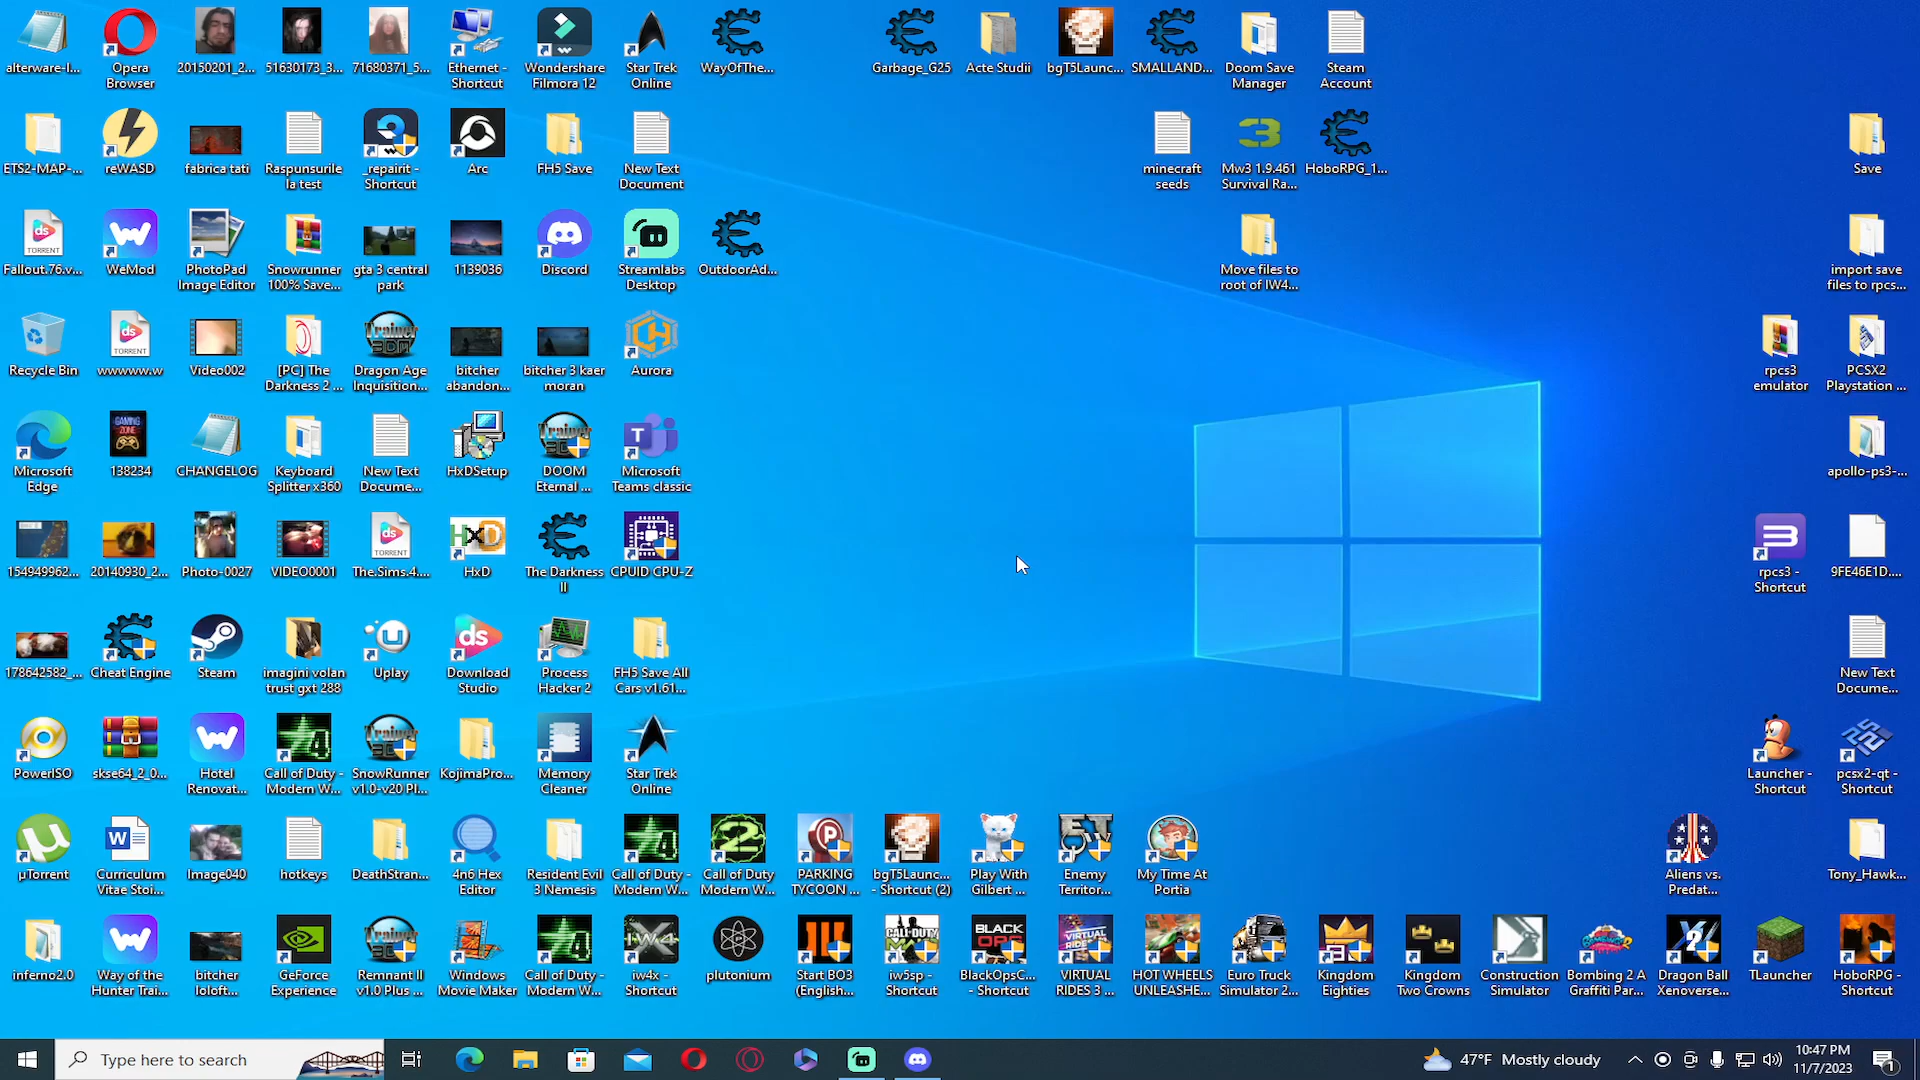 alterware-l...
Opera
Browser
20150201_2...
51630173_3...
71680371_5...
Ethernet -
Shortcut
Wondershare
Filmora 12
Star Trek
Online
WayOfThe...
Garbage_G25
Acte Studii
bgT5Launc...
SMALLAND...
Doom Save
Manager
Steam
Account
ETS2-MAP-...
reWASD
fabrica tati
Raspunsurile
la test
_repairit -
Shortcut
Arc
FH5 Save
New Text
Document
minecraft
seeds
Mw3 1.9.461
Survival Ra...
HoboRPG_1...
Save
TORRENT
Fallout.76.v...
WeMod
PhotoPad
Image Editor
Snowrunner
100% Save...
gta 3 central
park
1139036
Discord
Streamlabs
Desktop
OutdoorAd...
Move files to
root of IW4...
import save
files to rpcs...
Recycle Bin
TORRENT
wwwwww.w
Video002
[PC] The
Darkness 2 ...
Dragon Age
Inquisition...
bitcher
abandon...
bitcher 3 kaer
moran
Aurora
rpcs3
emulator
PCSX2
Playstation ...
Microsoft
Edge
GAMING
ZONE
138234
CHANGELOG
Keyboard
Splitter x360
New Text
Docume...
HxDSetup
DOOM
Eternal ...
Microsoft
Teams classic
apollo-ps3-...
154949962...
20140930_2...
Photo-0027
VIDEO0001
TORRENT
The.Sims.4....
HxD
The Darkness
II
CPUID CPU-Z
rpcs3 -
Shortcut
9FE46E1D....
178642582_...
Cheat Engine
Steam
imagini volan
trust gxt 288
Uplay
Download
Studio
Process
Hacker 2
FH5 Save All
Cars v1.61...
New Text
Docume...
PowerISO
skse64_2_0...
Hotel
Renovat...
Call of Duty -
Modern W...
SnowRunner
v1.0-v20 Pl...
KojimaPro...
Memory
Cleaner
Star Trek
Online
Launcher -
Shortcut
pcsx2-qt -
Shortcut
µTorrent
Curriculum
Vitae Stoi...
Image040
hotkeys
DeathStran...
4n6 Hex
Editor
Resident Evil
3 Nemesis
Call of Duty -
Modern W...
Call of Duty
Modern W...
PARKING
TYCOON ...
bgT5Launc...
- Shortcut (2)
Play With
Gilbert ...
Enemy
Territor...
My Time At
Portia
Aliens vs.
Predat...
Tony_Hawk...
inferno2.0
Way of the
Hunter Trai...
bitcher
loloft...
GeForce
Experience
Remnant II
v1.0 Plus ...
Windows
Movie Maker
Call of Duty -
Modern W...
iw4x -
Shortcut
plutonium
Start BO3
(English...
iw5sp -
Shortcut
BlackOpsC...
- Shortcut
VIRTUAL
RIDES 3 ...
HOT WHEELS
UNLEASHE...
Euro Truck
Simulator 2...
Kingdom
Eighties
Kingdom
Two Crowns
Construction
Simulator
Bombing 2 A
Graffiti Par...
Dragon Ball
Xenoverse...
TLauncher
HoboRPG -
Shortcut
Type here to search
47°F Mostly cloudy
10:47 PM
11/7/2023
1